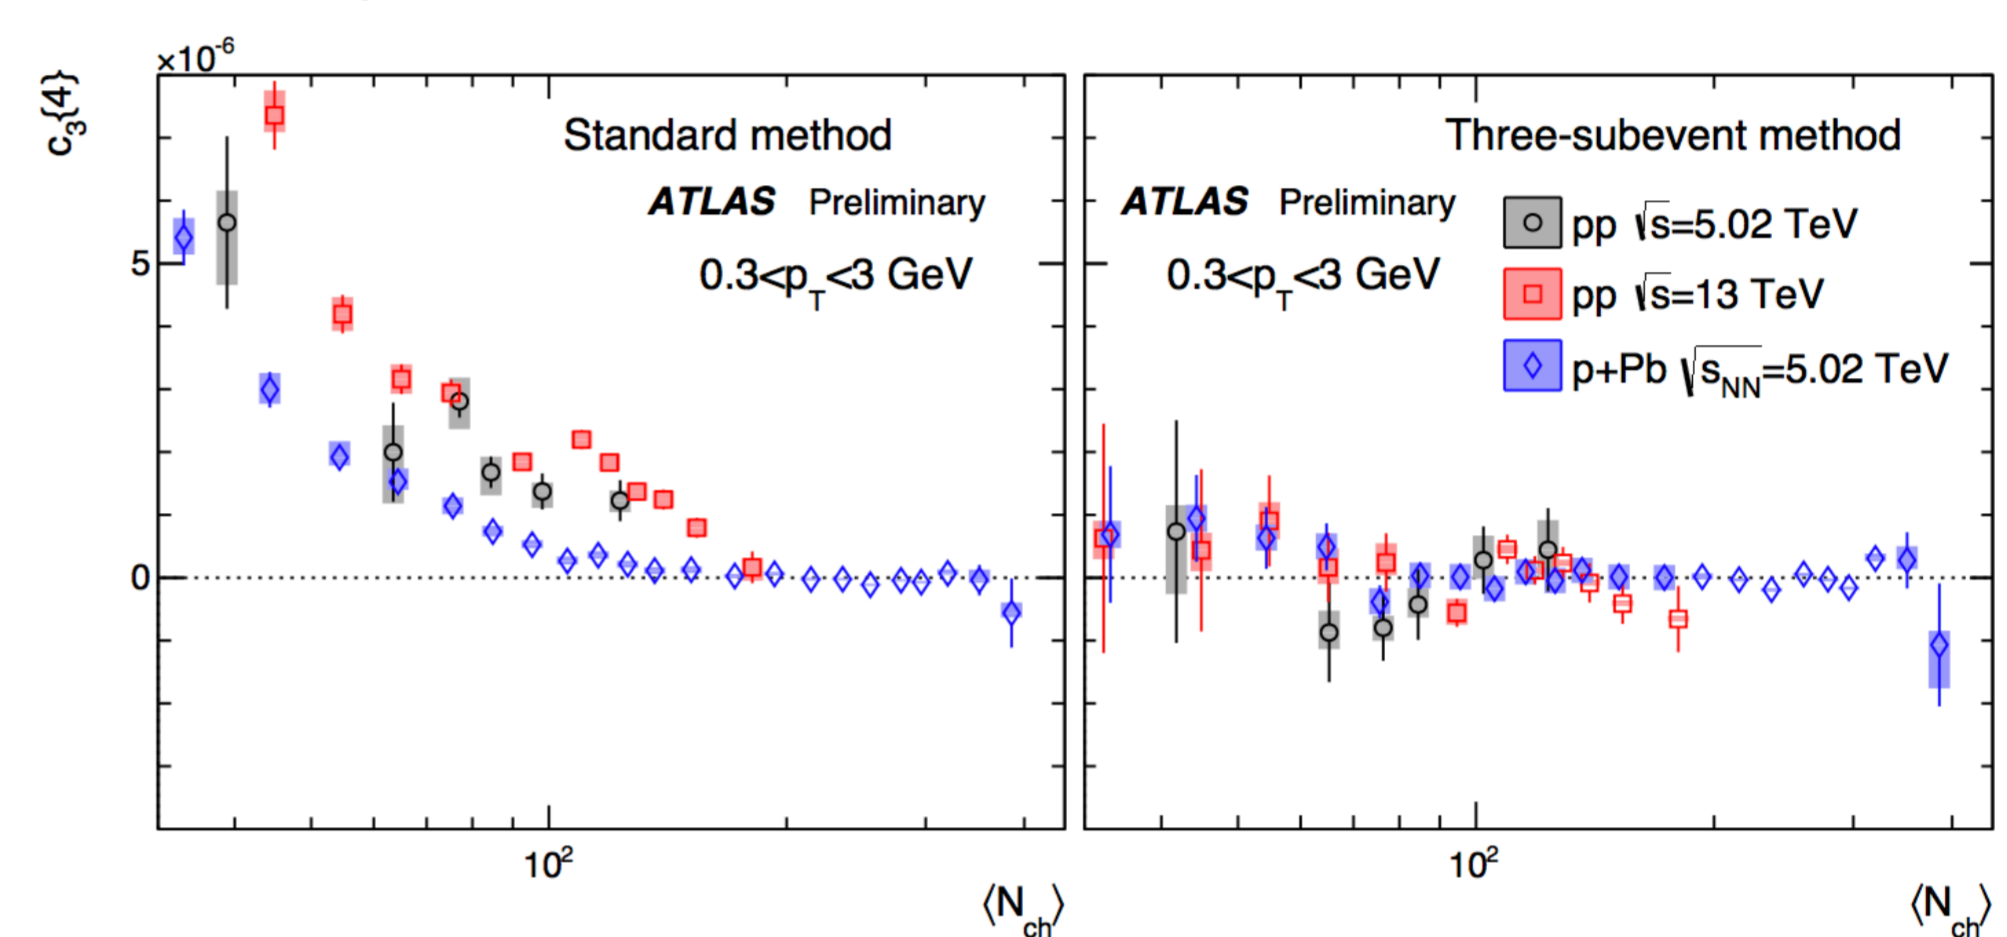 ×10⁻⁶
c₃{4}
5
0
Standard method
ATLAS Preliminary
0.3<p_T<3 GeV
10²
⟨N_ch⟩
Three-subevent method
ATLAS Preliminary
0.3<p_T<3 GeV
pp √s=5.02 TeV
pp √s=13 TeV
p+Pb √s_NN=5.02 TeV
10²
⟨N_ch⟩